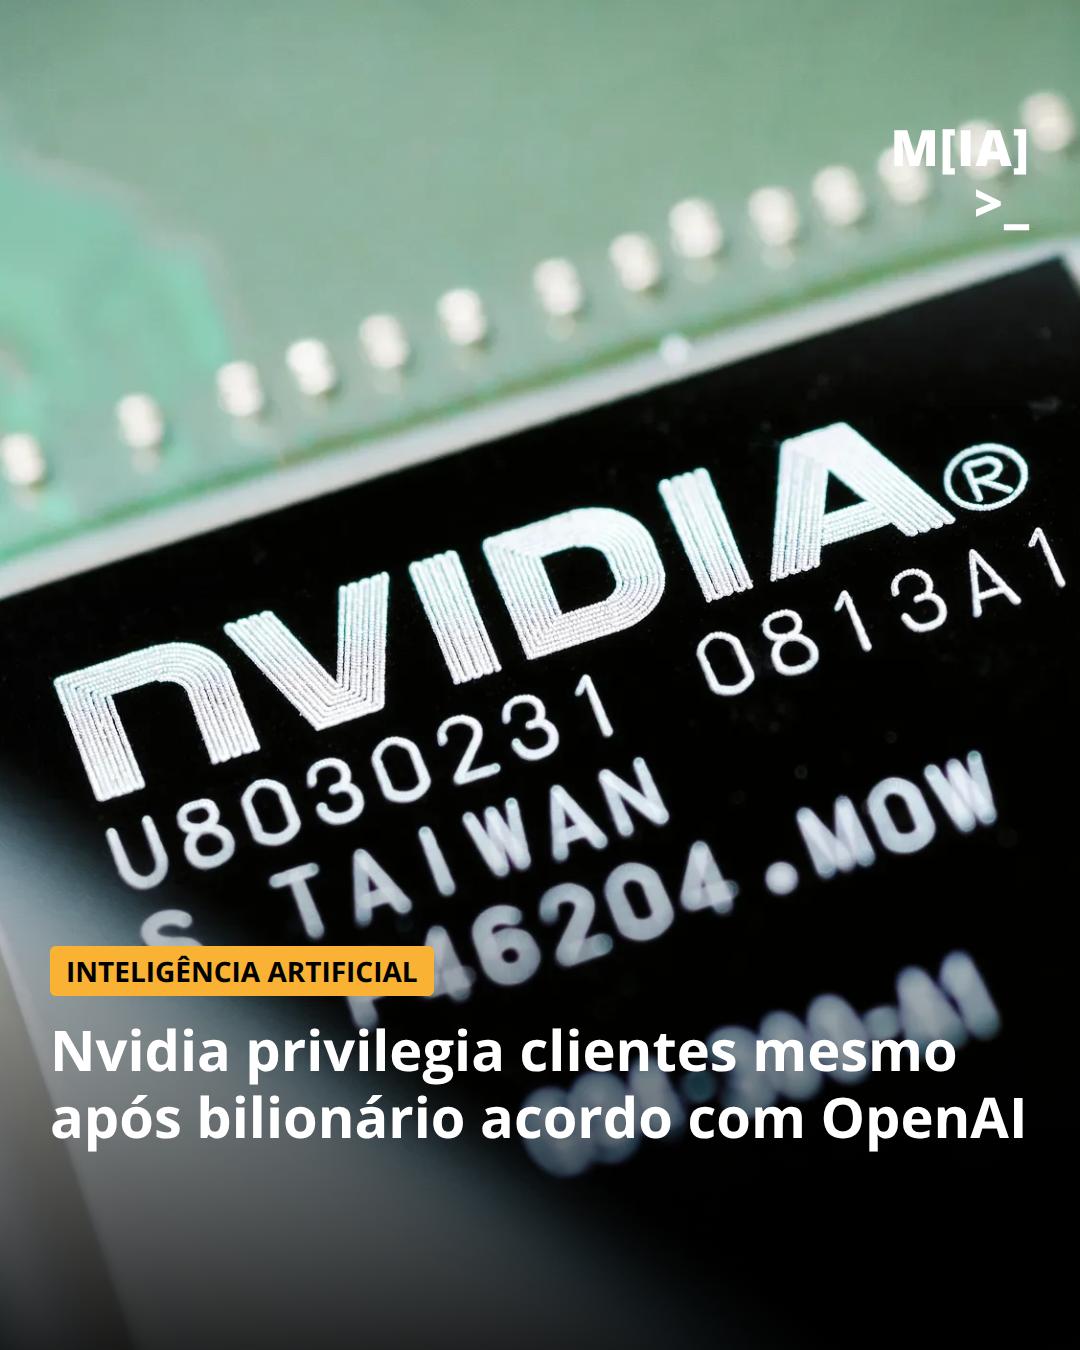 M[IA]
>_
nVIDIA®
U8030231 0813A1
S TAIWAN
46204.MOW
INTELIGÊNCIA ARTIFICIAL
Nvidia privilegia clientes mesmo
após bilionário acordo com OpenAI